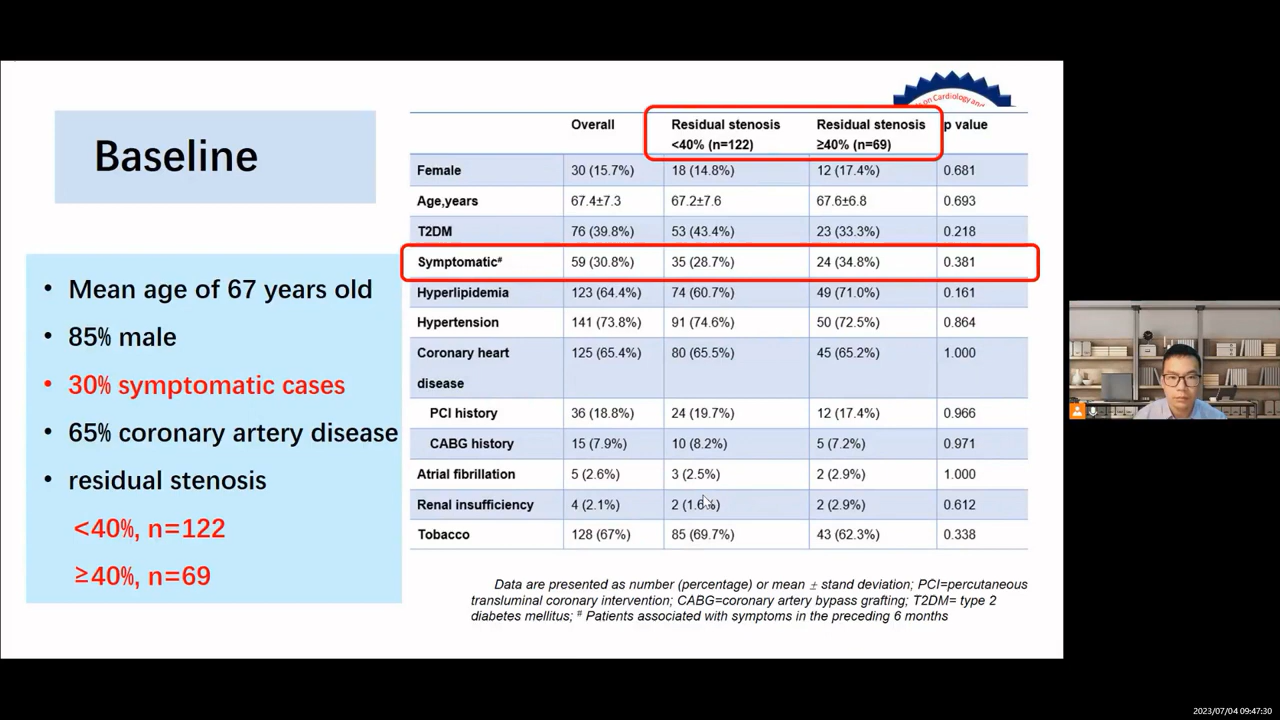 on Cardiology and
Baseline
• Mean age of 67 years old
• 85% male
• 30% symptomatic cases
• 65% coronary artery disease
• residual stenosis
<40%, n=122
≥40%, n=69
Overall Residual stenosis <40% (n=122) Residual stenosis ≥40% (n=69) p value
Female 30 (15.7%) 18 (14.8%) 12 (17.4%) 0.681
Age,years 67.4±7.3 67.2±7.6 67.6±6.8 0.693
T2DM 76 (39.8%) 53 (43.4%) 23 (33.3%) 0.218
Symptomatic# 59 (30.8%) 35 (28.7%) 24 (34.8%) 0.381
Hyperlipidemia 123 (64.4%) 74 (60.7%) 49 (71.0%) 0.161
Hypertension 141 (73.8%) 91 (74.6%) 50 (72.5%) 0.864
Coronary heart disease 125 (65.4%) 80 (65.5%) 45 (65.2%) 1.000
PCI history 36 (18.8%) 24 (19.7%) 12 (17.4%) 0.966
CABG history 15 (7.9%) 10 (8.2%) 5 (7.2%) 0.971
Atrial fibrillation 5 (2.6%) 3 (2.5%) 2 (2.9%) 1.000
Renal insufficiency 4 (2.1%) 2 (1.6%) 2 (2.9%) 0.612
Tobacco 128 (67%) 85 (69.7%) 43 (62.3%) 0.338
Data are presented as number (percentage) or mean ± stand deviation; PCI=percutaneous
transluminal coronary intervention; CABG=coronary artery bypass grafting; T2DM= type 2
diabetes mellitus; # Patients associated with symptoms in the preceding 6 months
2023/07/04 09:47:30